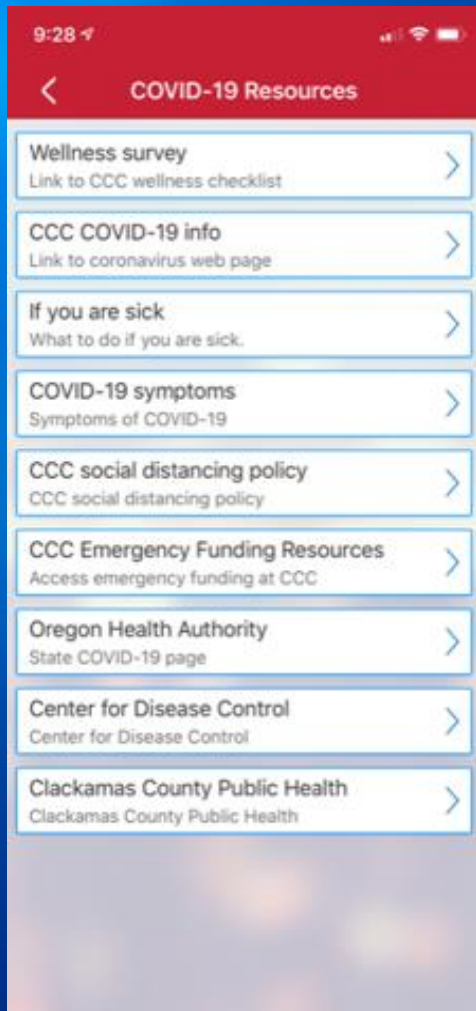 9:28
COVID-19 Resources
Wellness survey
Link to CCC wellness checklist
CCC COVID-19 info
Link to coronavirus web page
If you are sick
What to do if you are sick.
COVID-19 symptoms
Symptoms of COVID-19
CCC social distancing policy
CCC social distancing policy
CCC Emergency Funding Resources
Access emergency funding at CCC
Oregon Health Authority
State COVID-19 page
Center for Disease Control
Center for Disease Control
Clackamas County Public Health
Clackamas County Public Health